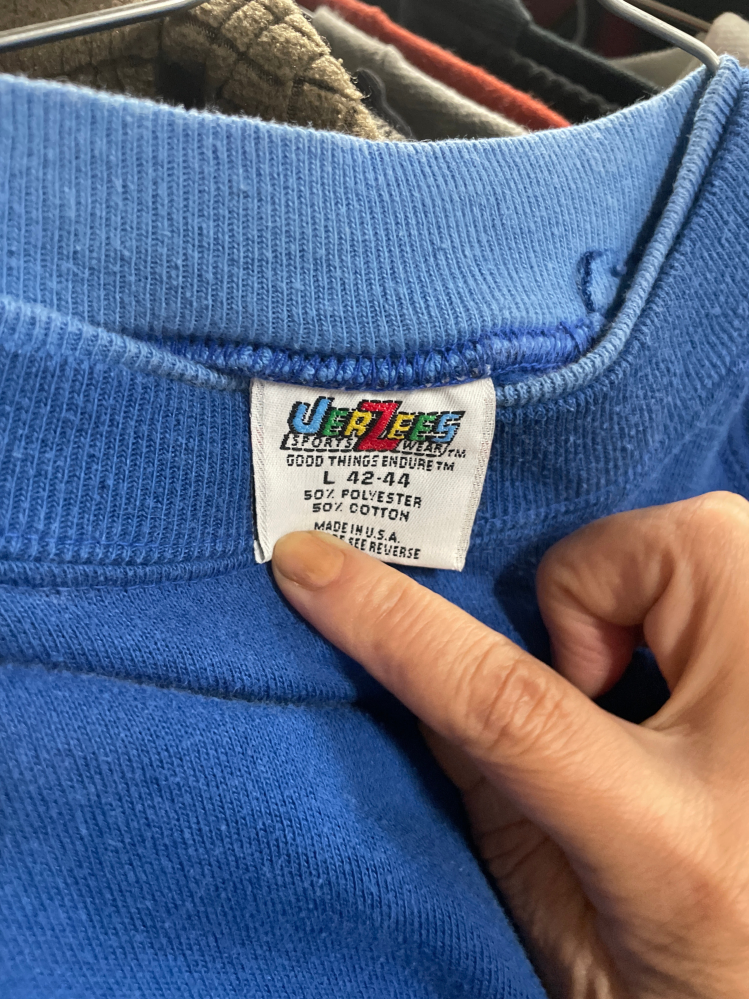 JERZEES
SPORTS WEAR™
GOOD THINGS ENDURE™
L 42-44
50% POLYESTER
50% COTTON
MADE IN U.S.A.
SEE REVERSE